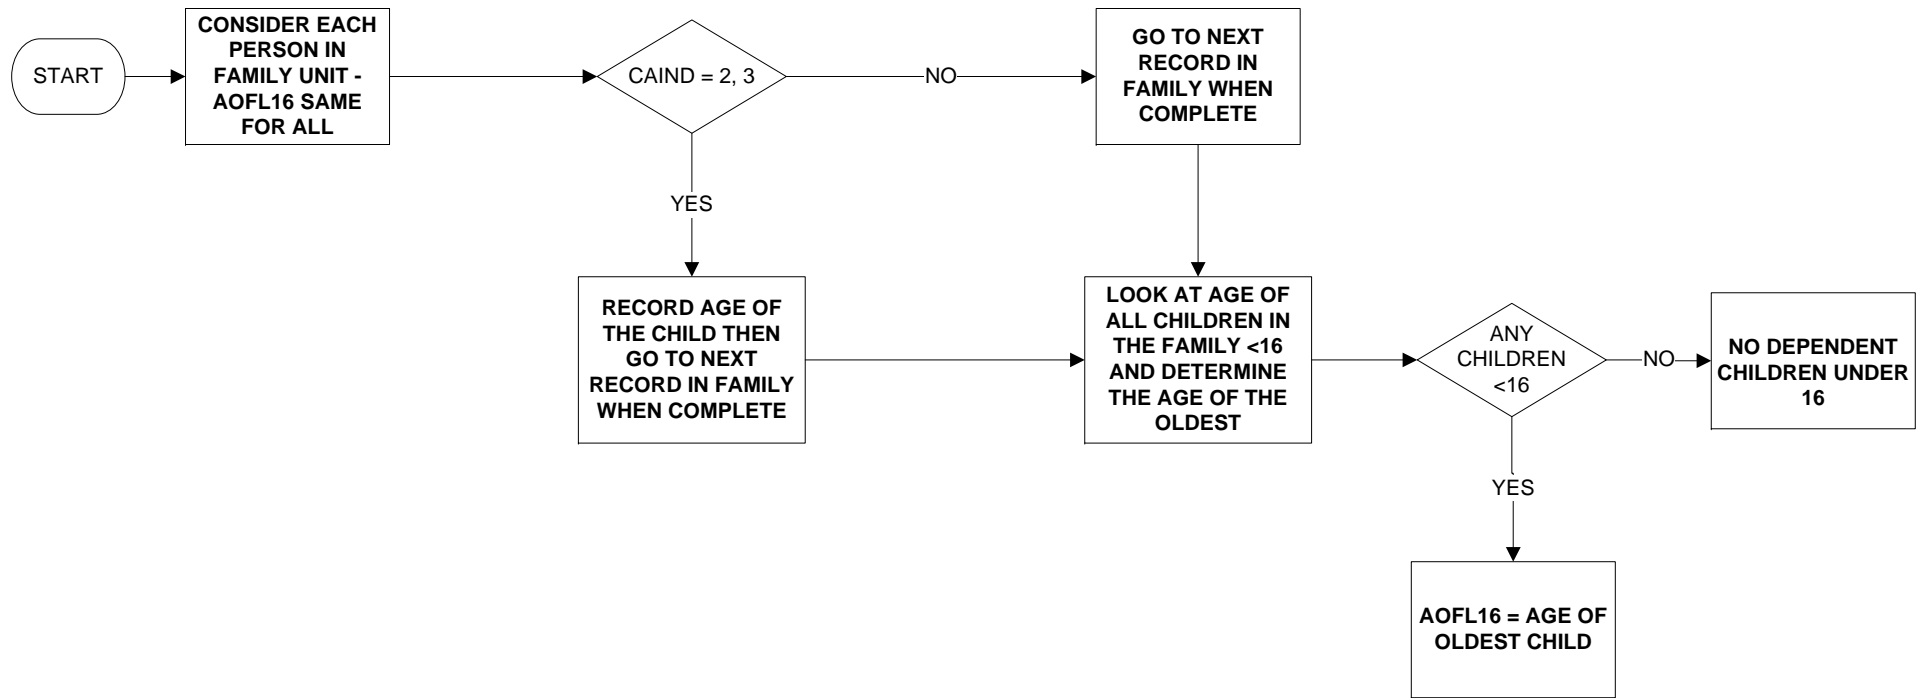 START
CONSIDER EACH
PERSON IN
FAMILY UNIT -
AOFL16 SAME
FOR ALL
CAIND = 2, 3
NO
GO TO NEXT
RECORD IN
FAMILY WHEN
COMPLETE
YES
RECORD AGE OF
THE CHILD THEN
GO TO NEXT
RECORD IN FAMILY
WHEN COMPLETE
LOOK AT AGE OF
ALL CHILDREN IN
THE FAMILY <16
AND DETERMINE
THE AGE OF THE
OLDEST
ANY
CHILDREN
<16
NO
NO DEPENDENT
CHILDREN UNDER
16
YES
AOFL16 = AGE OF
OLDEST CHILD